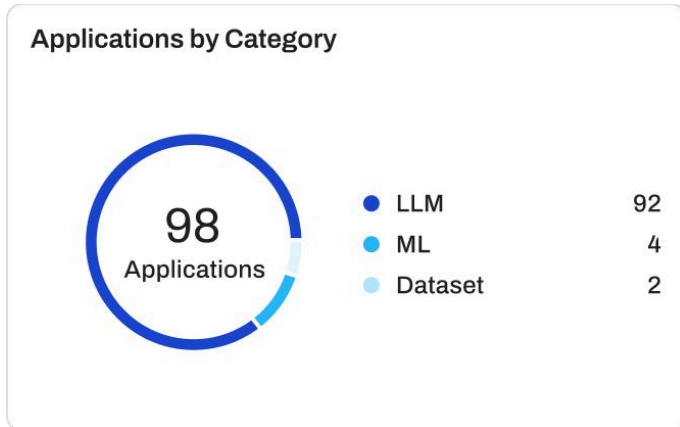 Applications by Category
98
Applications
LLM 92
ML 4
Dataset 2